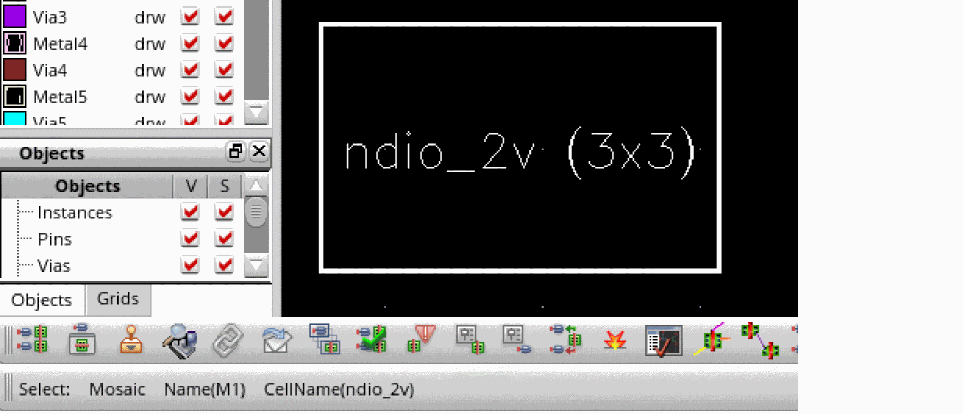 Via3 drw
Metal4 drw
Via4 drw
Metal5 drw
Via5 drw
Objects
Objects V S
Instances
Pins
Vias
Objects Grids
ndio_2v (3x3)
Select: Mosaic Name(M1) CellName(ndio_2v)